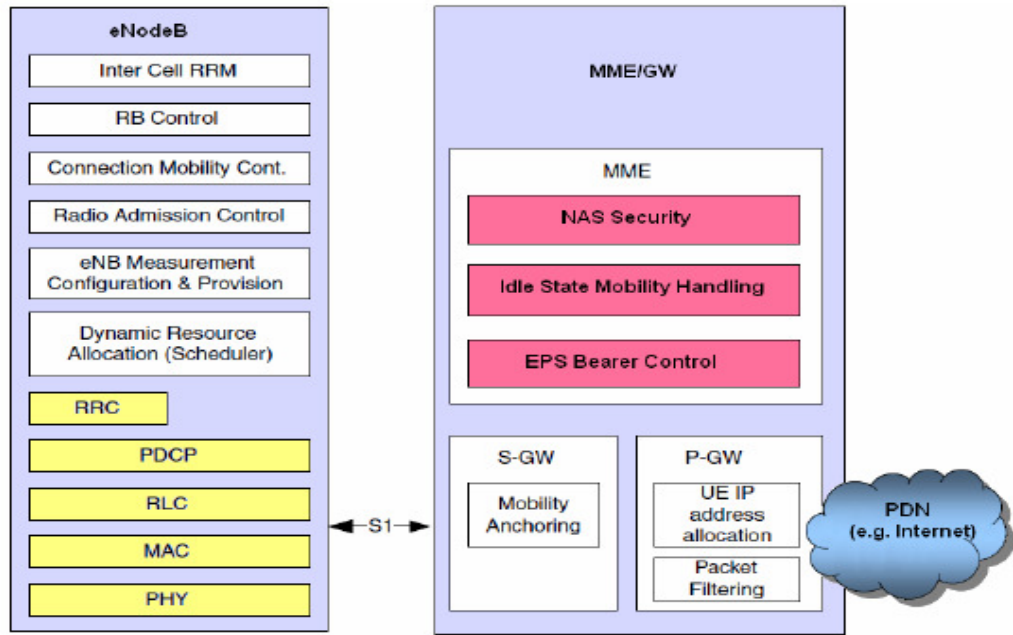 eNodeB
Inter Cell RRM
RB Control
Connection Mobility Cont.
Radio Admission Control
eNB Measurement
Configuration & Provision
Dynamic Resource
Allocation (Scheduler)
RRC
PDCP
RLC
MAC
PHY
S1
MME/GW
MME
NAS Security
Idle State Mobility Handling
EPS Bearer Control
S-GW
Mobility
Anchoring
P-GW
UE IP
address
allocation
Packet
Filtering
PDN
(e.g. Internet)